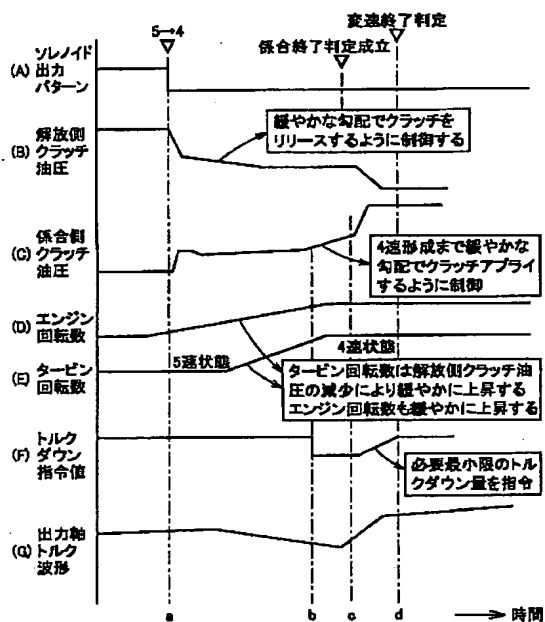 変速終了判定
5→4
係合終了判定成立
ソレノイド
(A) 出力
パターン
解放側
(B) クラッチ
油圧
緩やかな勾配でクラッチを
リリースするように制御する
係合側
(C) クラッチ
油圧
4速形成まで緩やかな
勾配でクラッチアプライ
するように制御
(D) エンジン
回転数
(E) タービン
回転数
5速状態
4速状態
タービン回転数は解放側クラッチ油
圧の減少により緩やかに上昇する
エンジン回転数も緩やかに上昇する
トルク
(F) ダウン
指令値
必要最小限のトル
クダウン量を指令
出力軸
(G) トルク
波形
a
b
c
d
時間